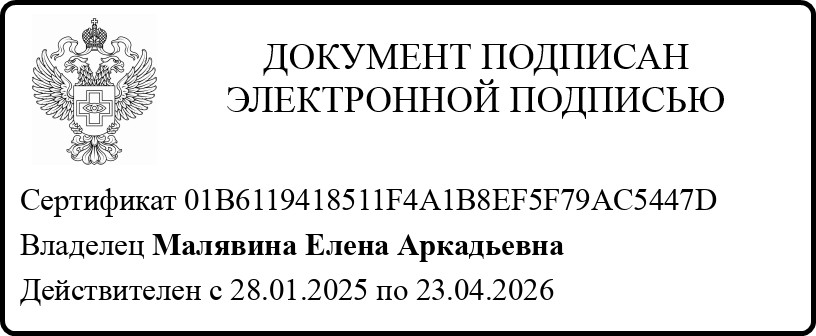 ДОКУМЕНТ ПОДПИСАН
ЭЛЕКТРОННОЙ ПОДПИСЬЮ
Сертификат 01B6119418511F4A1B8EF5F79AC5447D
Владелец Малявина Елена Аркадьевна
Действителен с 28.01.2025 по 23.04.2026